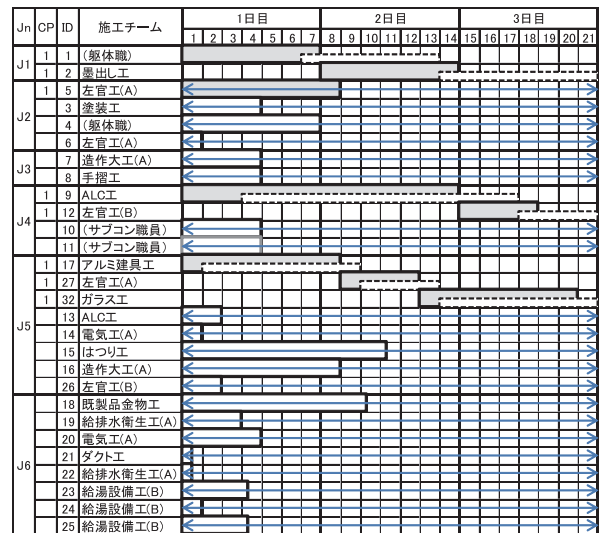 Jn CP ID 施工チーム 1日目 2日目 3日目
1 2 3 4 5 6 7 8 9 10 11 12 13 14 15 16 17 18 19 20 21
J1 1 1 (躯体職)
1 2 墨出し工
J2 1 5 左官工(A)
3 塗装工
4 (躯体職)
6 左官工(A)
J3 7 造作大工(A)
8 手摺工
J4 1 9 ALC工
1 12 左官工(B)
10 (サブコン職員)
11 (サブコン職員)
J5 1 17 アルミ建具工
1 27 左官工(A)
1 32 ガラス工
13 ALC工
14 電気工(A)
15 はつり工
16 造作大工(A)
26 左官工(B)
J6 18 既製品金物工
19 給排水衛生工(A)
20 電気工(A)
21 ダクト工
22 給排水衛生工(A)
23 給湯設備工(B)
24 給湯設備工(B)
25 給湯設備工(B)